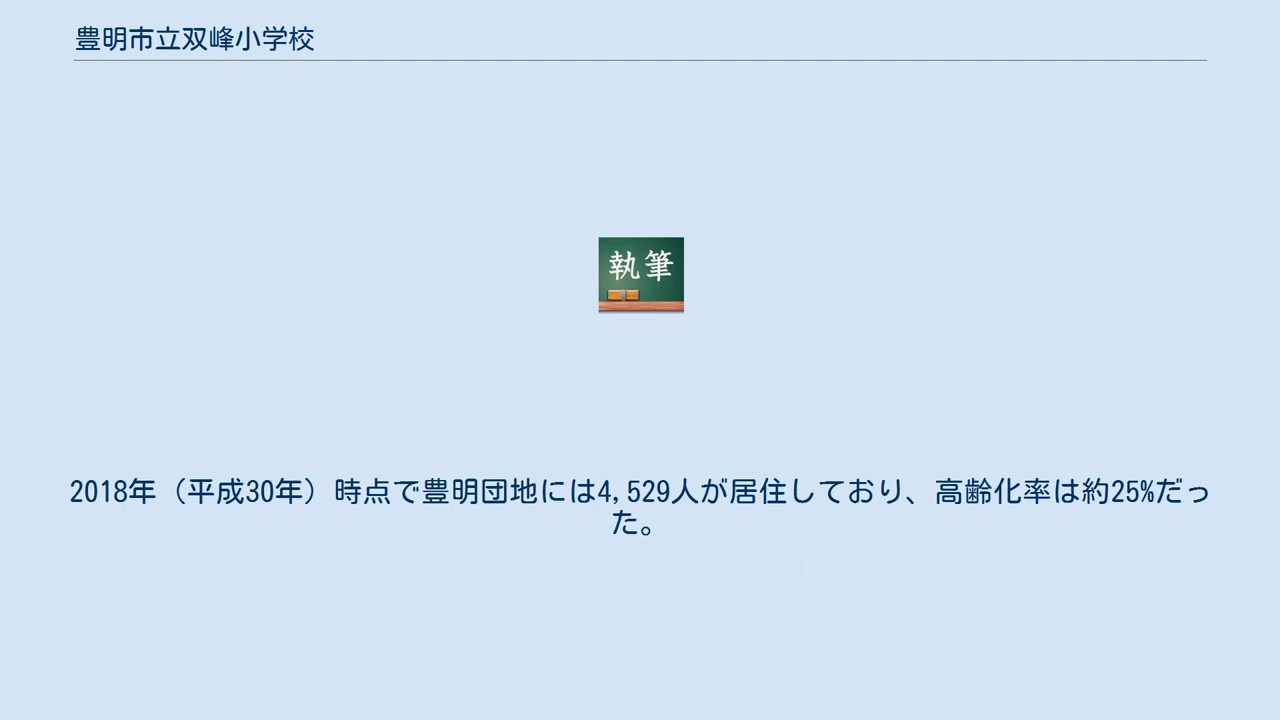 豊明市立双峰小学校
執筆
2018年（平成30年）時点で豊明団地には4,529人が居住しており、高齢化率は約25%だっ
た。